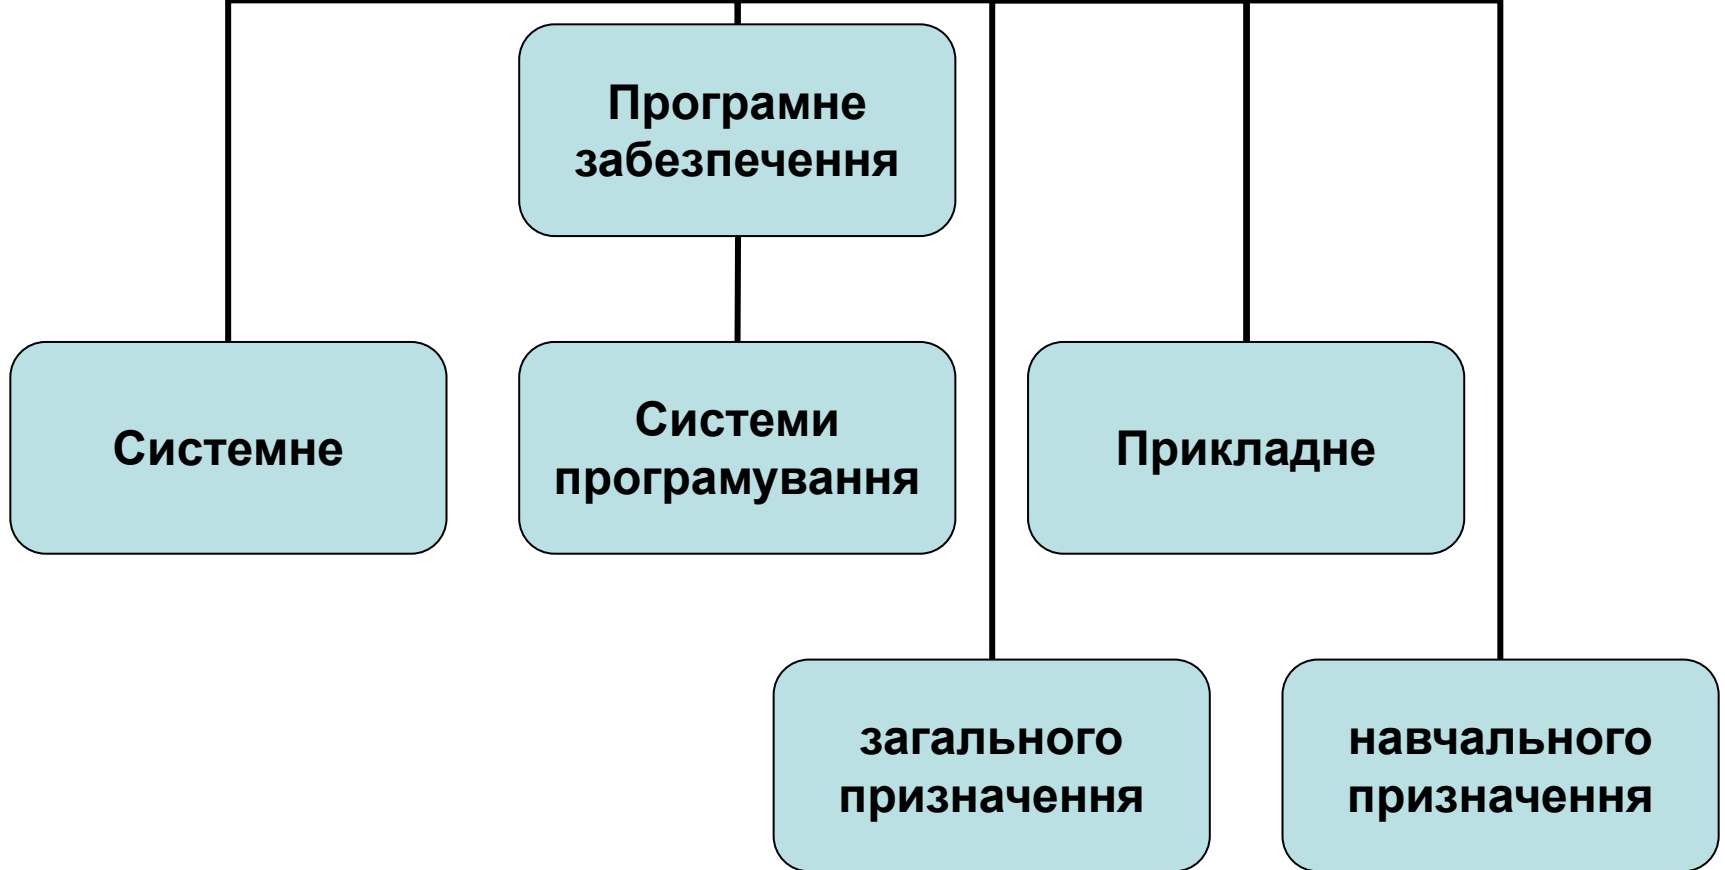 Програмне
забезпечення
Системне
Системи
програмування
Прикладне
загального
призначення
навчального
призначення